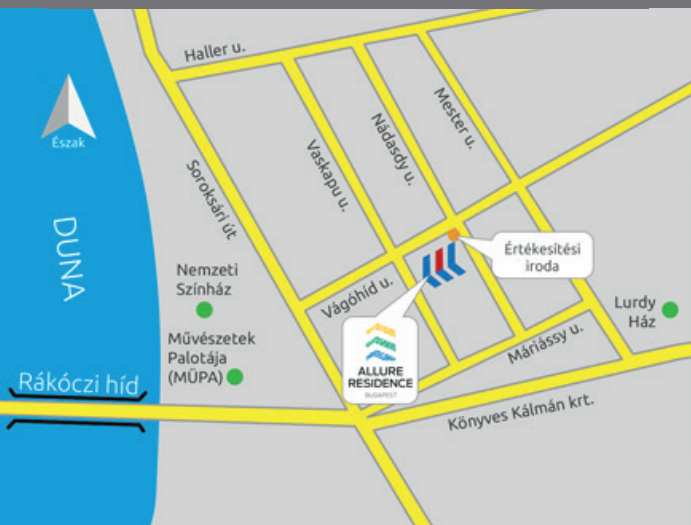 Haller u.
Észak
Mester u.
Nádasdy u.
Vaskapu u.
Soroksári út
DUNA
Értékesítési
iroda
Nemzeti
Színház
Vágóhíd u.
Lurdy
Ház
Művészetek
Palotája
(MÜPA)
Máriássy u.
ALLURE
RESIDENCE
BUDAPEST
Rákóczi híd
Könyves Kálmán krt.